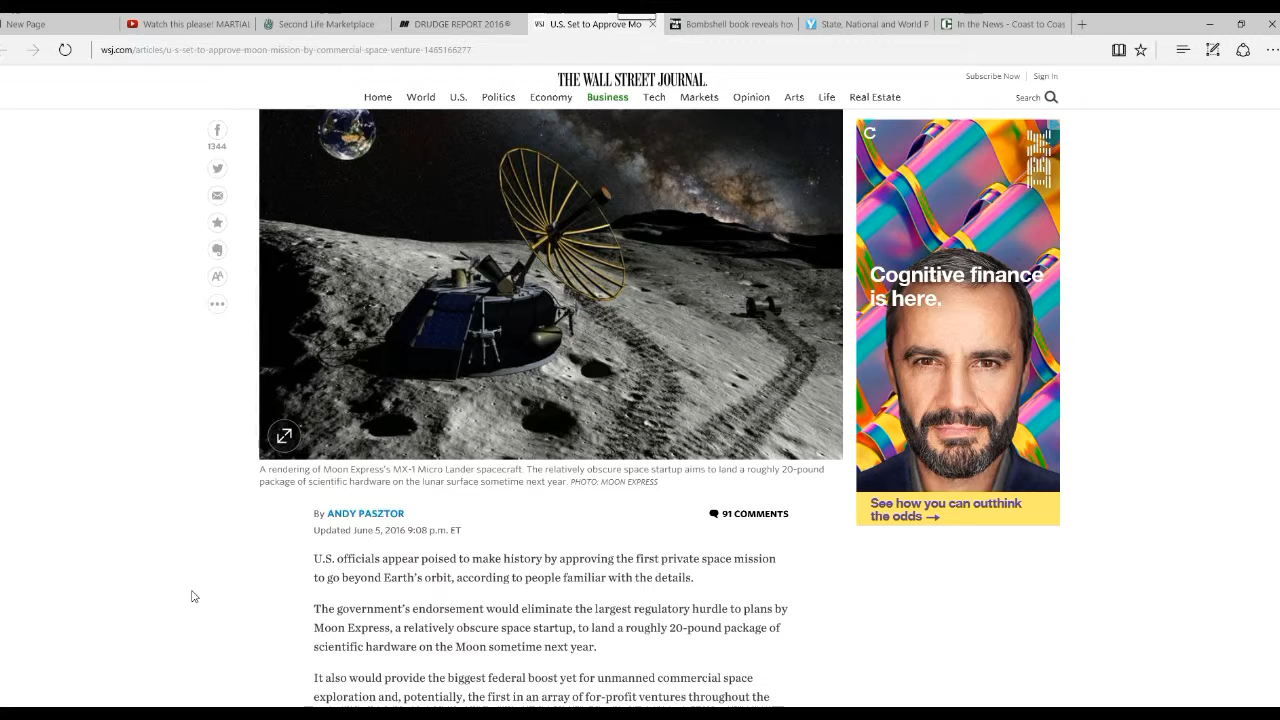 New Page
Watch this please! MARTIAL
Second Life Marketplace
DRUDGE REPORT 2016®
WSJ U.S. Set to Approve Mo
Bombshell book reveals how
State, National and World P
In the News - Coast to Coas
wsj.com/articles/u-s-set-to-approve-moon-mission-by-commercial-space-venture-1465166277
THE WALL STREET JOURNAL.
Subscribe Now | Sign In
Home World U.S. Politics Economy Business Tech Markets Opinion Arts Life Real Estate
Search
1344
IBM
Cognitive finance
is here.
See how you can outthink
the odds →
A rendering of Moon Express's MX-1 Micro Lander spacecraft. The relatively obscure space startup aims to land a roughly 20-pound
package of scientific hardware on the lunar surface sometime next year. PHOTO: MOON EXPRESS
By ANDY PASZTOR
91 COMMENTS
Updated June 5, 2016 9:08 p.m. ET
U.S. officials appear poised to make history by approving the first private space mission
to go beyond Earth's orbit, according to people familiar with the details.
The government's endorsement would eliminate the largest regulatory hurdle to plans by
Moon Express, a relatively obscure space startup, to land a roughly 20-pound package of
scientific hardware on the Moon sometime next year.
It also would provide the biggest federal boost yet for unmanned commercial space
exploration and, potentially, the first in an array of for-profit ventures throughout the